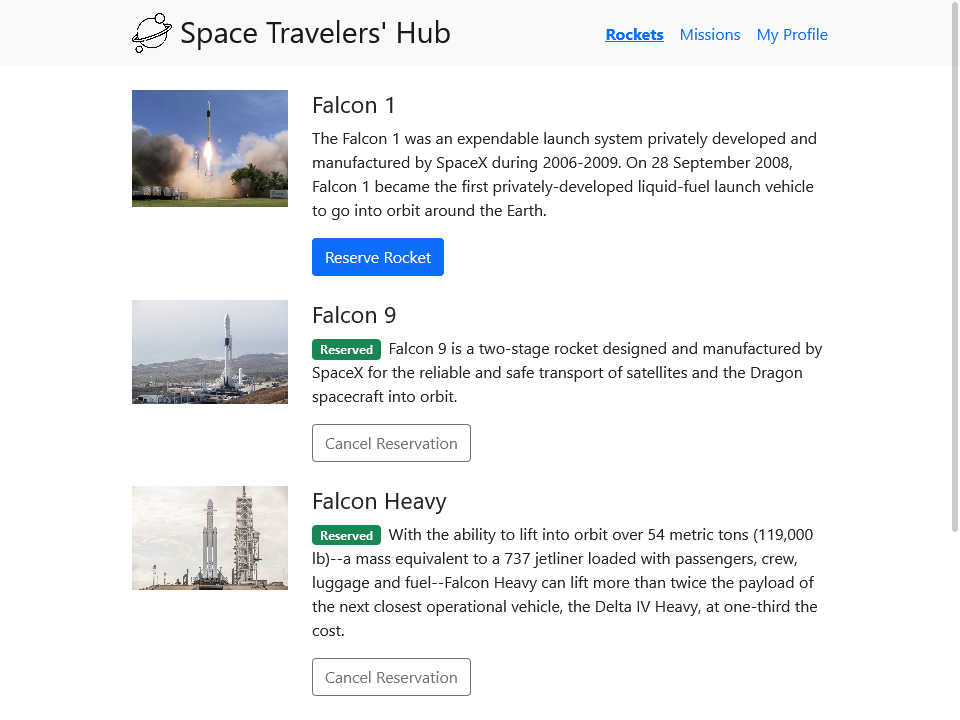 Space Travelers' Hub
Rockets Missions My Profile
Falcon 1
The Falcon 1 was an expendable launch system privately developed and
manufactured by SpaceX during 2006-2009. On 28 September 2008,
Falcon 1 became the first privately-developed liquid-fuel launch vehicle
to go into orbit around the Earth.
Reserve Rocket
Falcon 9
Reserved Falcon 9 is a two-stage rocket designed and manufactured by
SpaceX for the reliable and safe transport of satellites and the Dragon
spacecraft into orbit.
Cancel Reservation
Falcon Heavy
Reserved With the ability to lift into orbit over 54 metric tons (119,000
lb)--a mass equivalent to a 737 jetliner loaded with passengers, crew,
luggage and fuel--Falcon Heavy can lift more than twice the payload of
the next closest operational vehicle, the Delta IV Heavy, at one-third the
cost.
Cancel Reservation